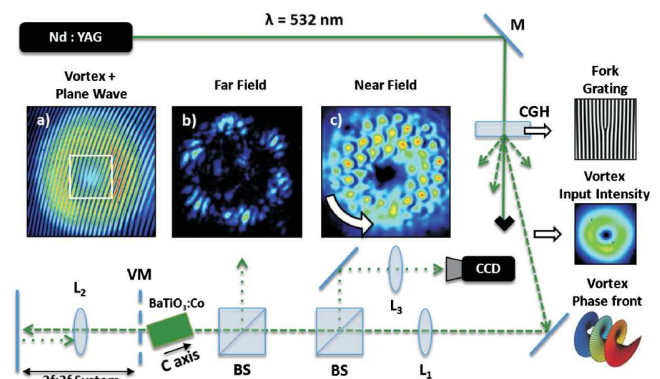 Nd : YAG
λ = 532 nm
M
Vortex +
Plane Wave
Far Field
Near Field
a)
b)
c)
CGH
Fork
Grating
Vortex
Input Intensity
Vortex
Phase front
CCD
L3
L2
VM
BaTiO3:Co
C axis
BS
BS
L1
2f:2f System